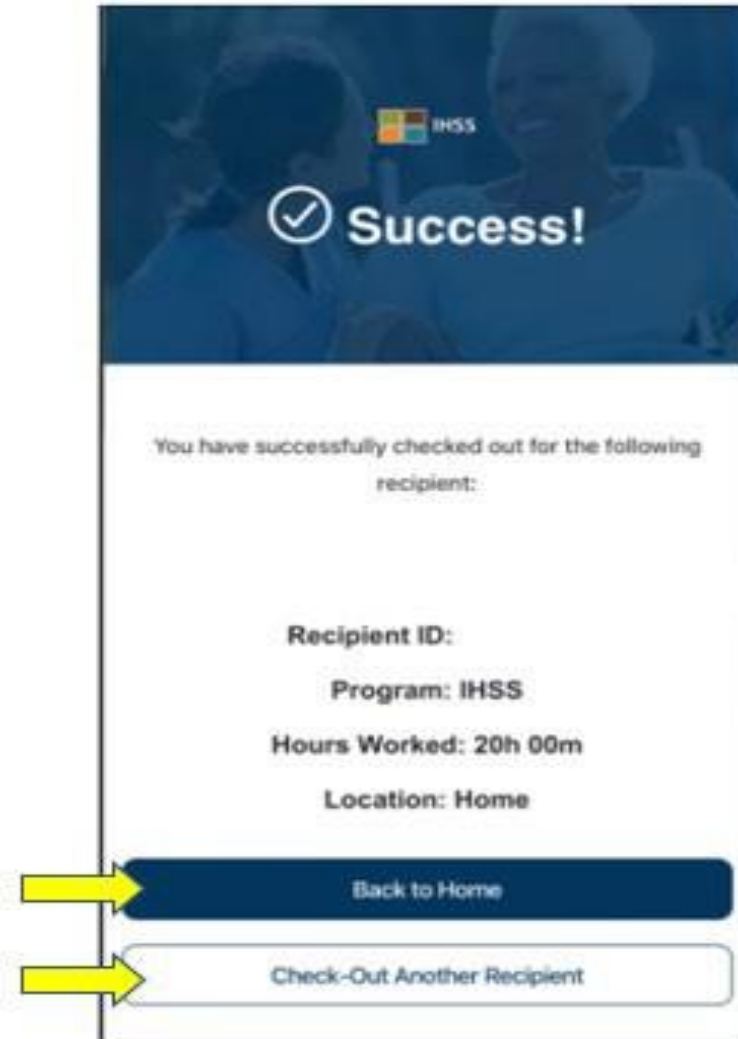 IHSS
Success!
You have successfully checked out for the following
recipient:
Recipient ID:
Program: IHSS
Hours Worked: 20h 00m
Location: Home
Back to Home
Check-Out Another Recipient